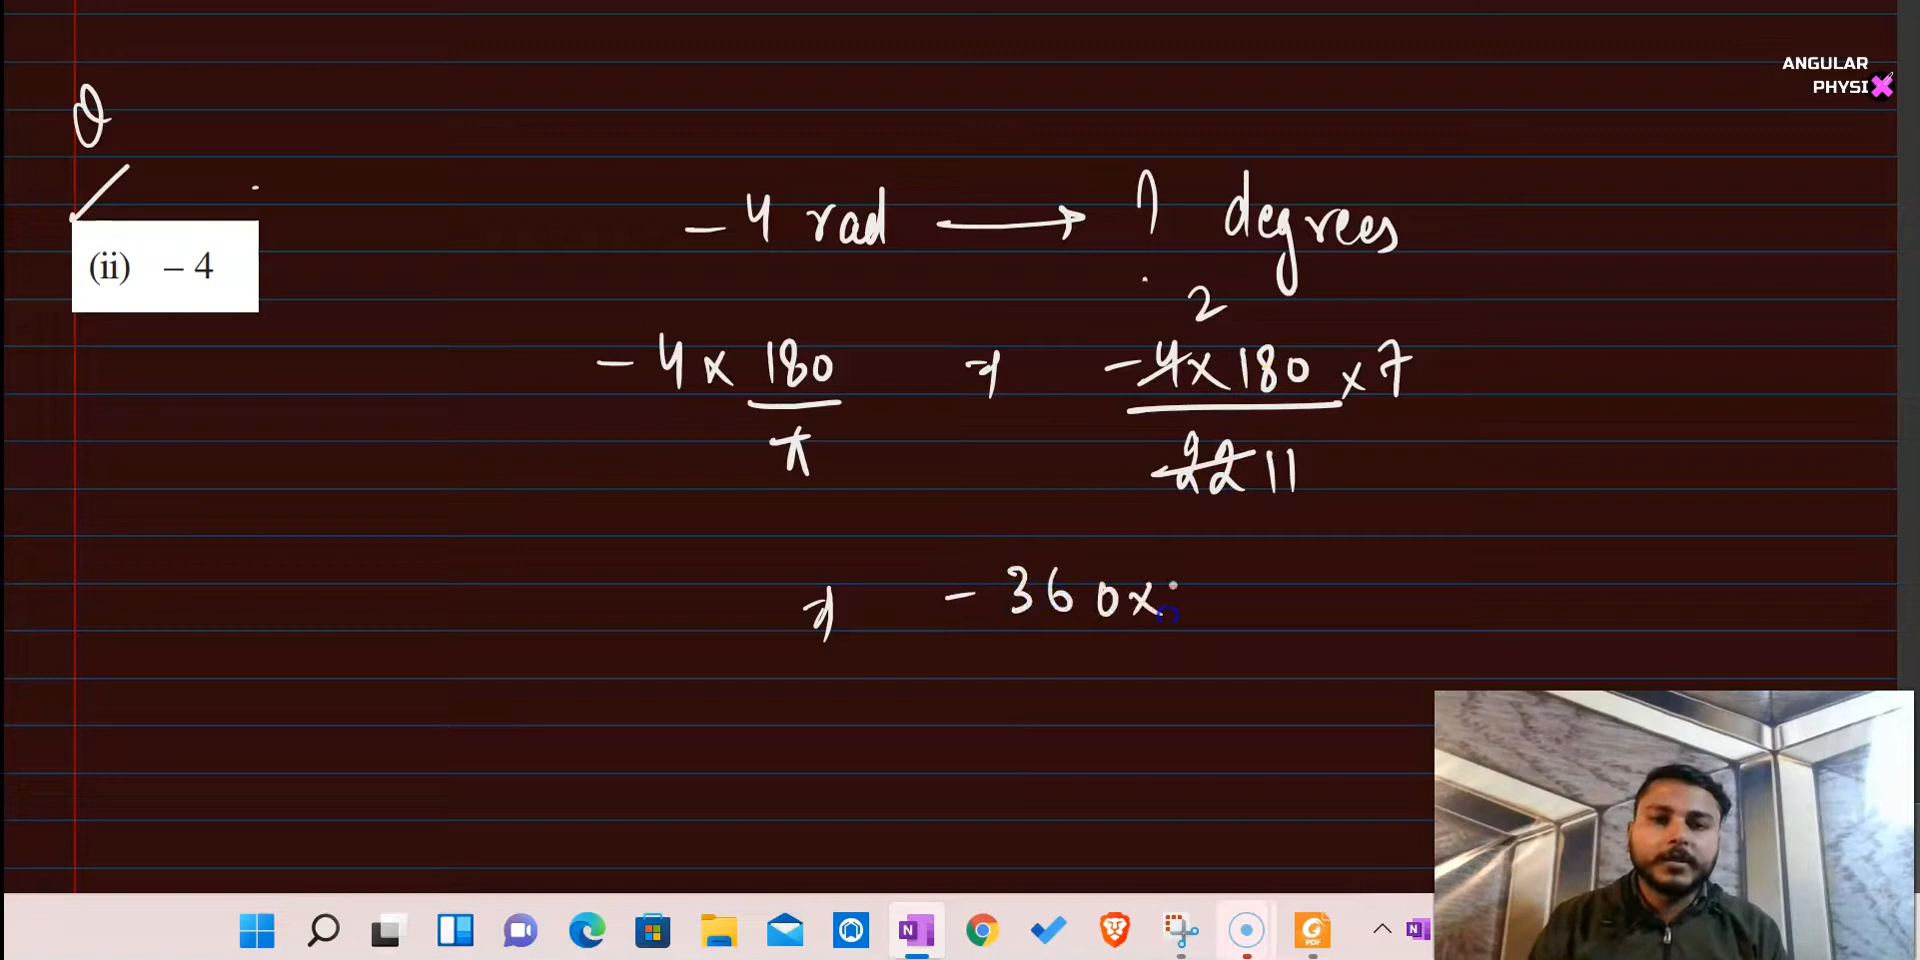 ANGULAR
PHYSI
θ
- 4 rad → ? degrees
(ii) – 4
2
- 4 x 180 ⇒ - 4 x 180 x 7
π 22 11
⇒ - 360 x